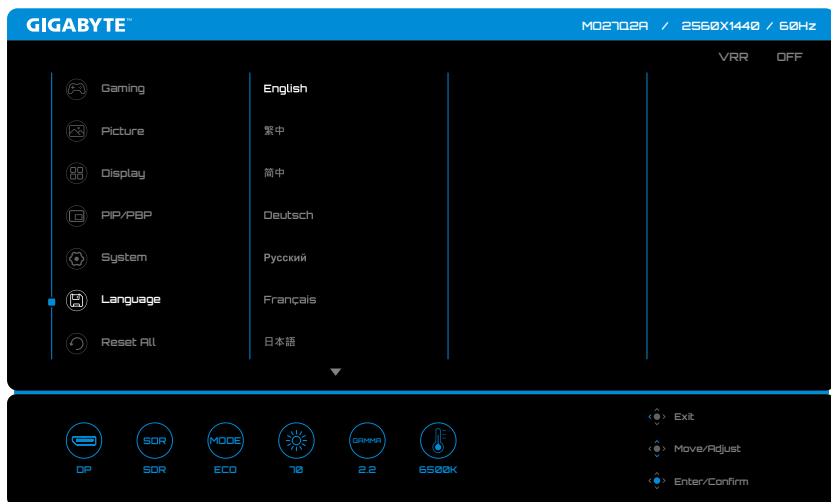 GIGABYTE™
MO27Q2A / 2560X1440 / 60Hz
VRR OFF
Gaming
Picture
Display
PIP/PBP
System
Language
Reset All
English
繁中
简中
Deutsch
Русский
Français
日本語
SDR
MODE
GAMMA
DP
SDR
ECO
70
2.2
6500K
Exit
Move/Adjust
Enter/Confirm